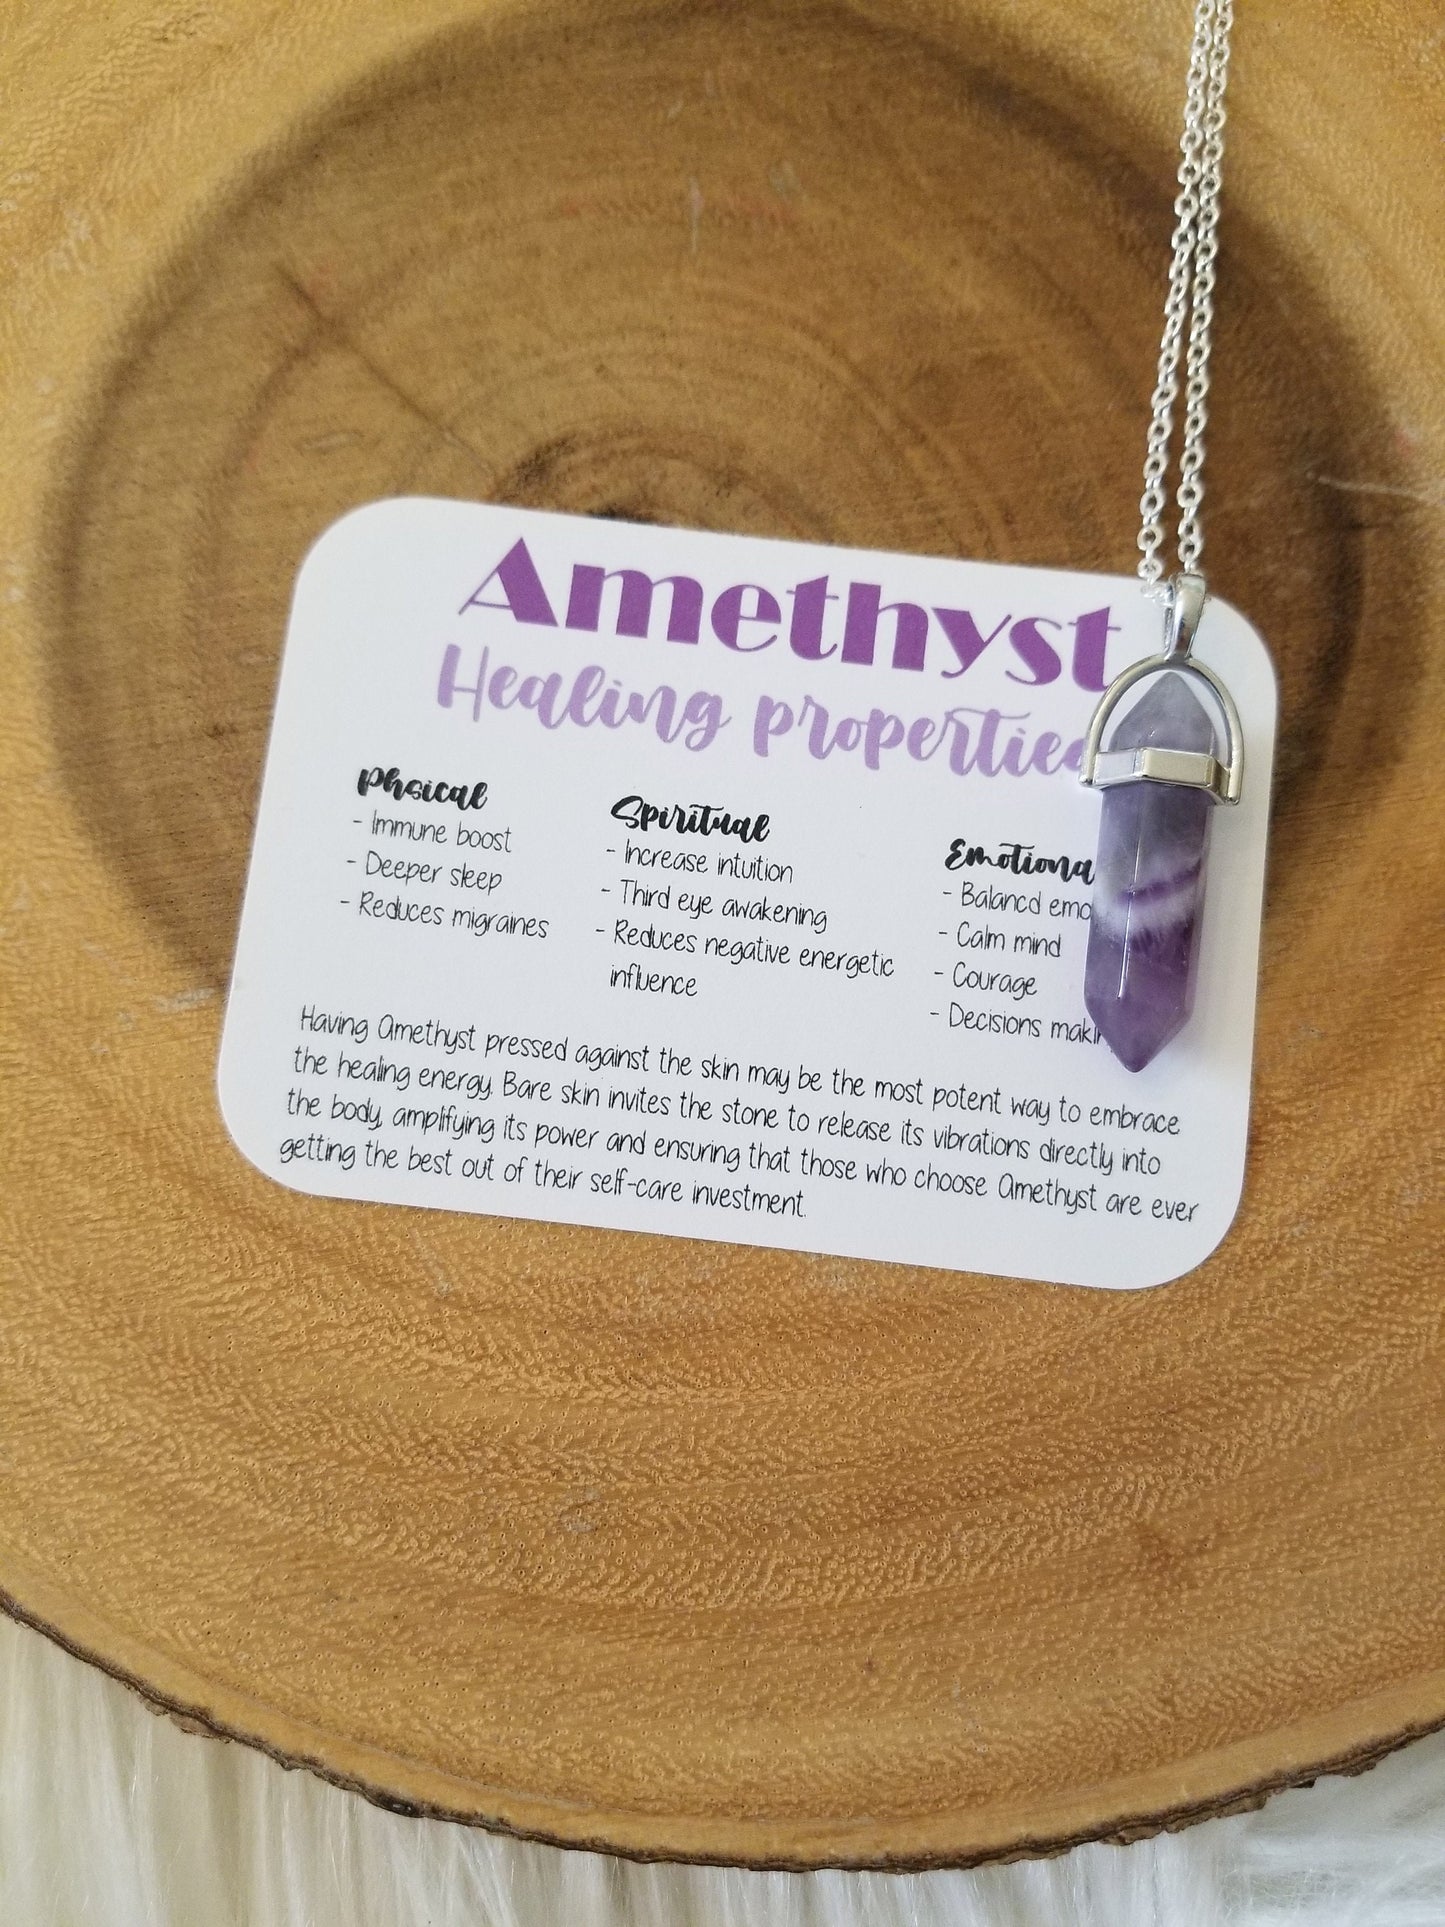 Amethyst
Healing properties
Phsical
- Immune boost
- Deeper sleep
- Reduces migraines
Spiritual
- Increase intuition
- Third eye awakening
- Reduces negative energetic
influence
Emotiona
- Balancd emo
- Calm mind
- Courage
- Decisions maki
Having Amethyst pressed against the skin may be the most potent way to embrace
the healing energy. Bare skin invites the stone to release its vibrations directly into
the body, amplifying its power and ensuring that those who choose Amethyst are ever
getting the best out of their self-care investment.